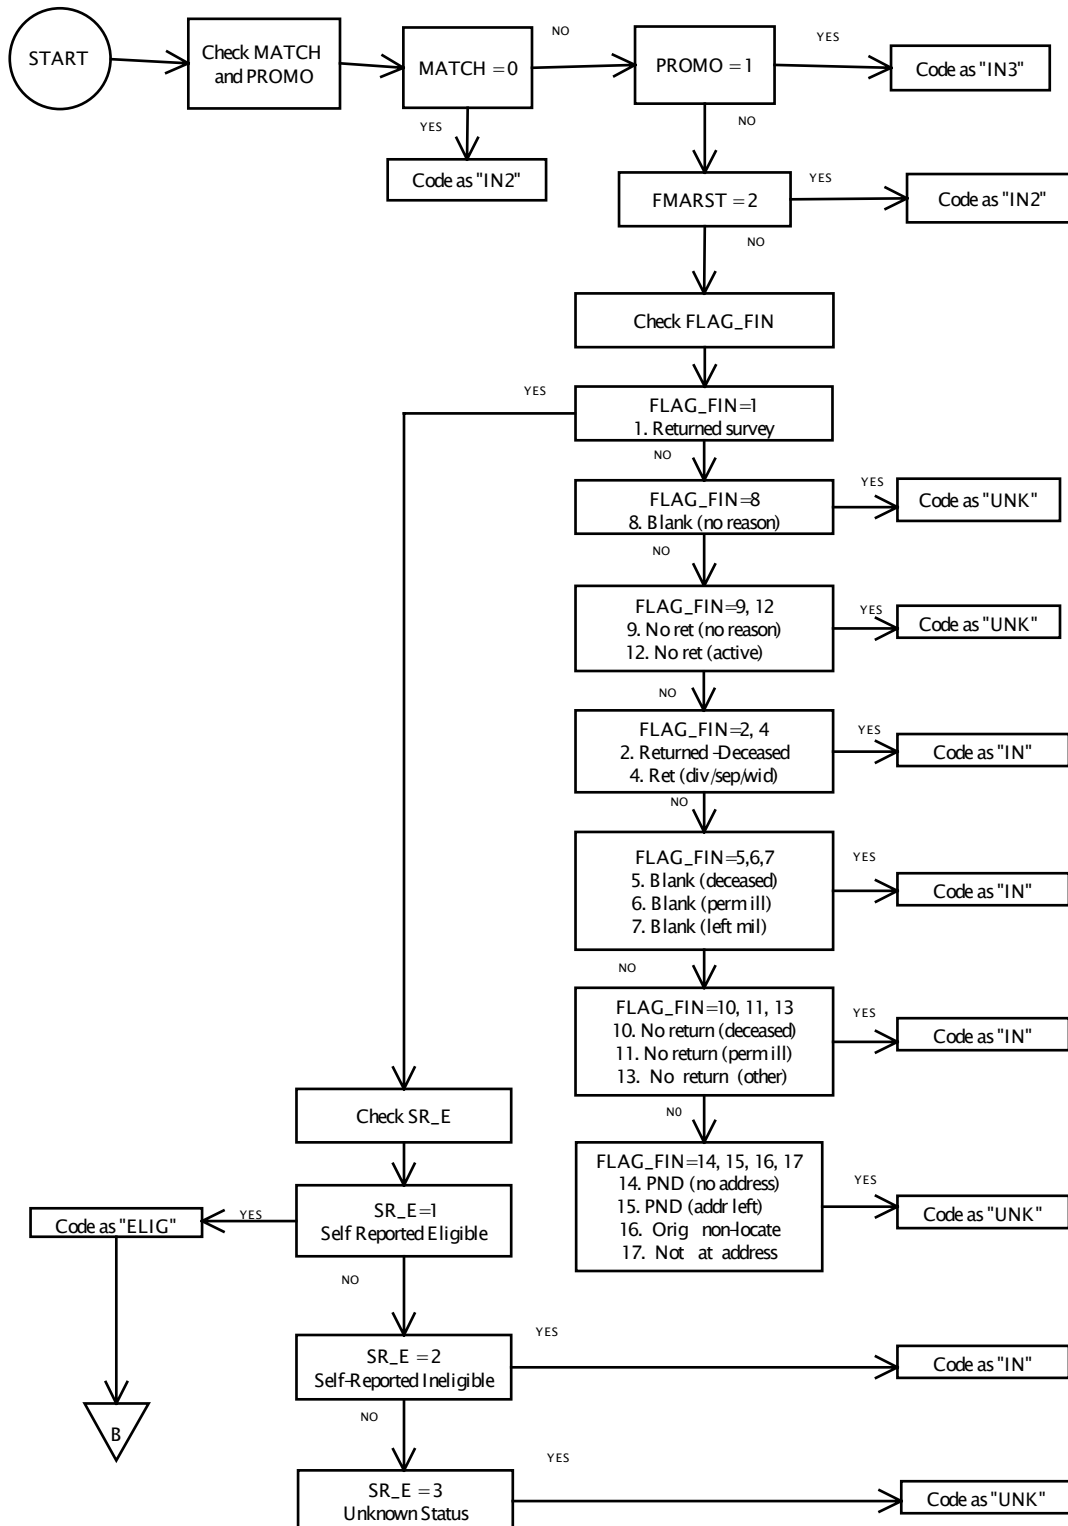 START
Check MATCH
and PROMO
MATCH = 0
NO
PROMO = 1
YES
Code as "IN3"
YES
Code as "IN2"
NO
FMARST = 2
YES
Code as "IN2"
NO
Check FLAG_FIN
YES
FLAG_FIN=1
1. Returned survey
NO
FLAG_FIN=8
8. Blank (no reason)
YES
Code as "UNK"
NO
FLAG_FIN=9, 12
9. No ret (no reason)
12. No ret (active)
YES
Code as "UNK"
NO
FLAG_FIN=2, 4
2. Returned -Deceased
4. Ret (div/sep/wid)
YES
Code as "IN"
NO
FLAG_FIN=5,6,7
5. Blank (deceased)
6. Blank (perm ill)
7. Blank (left mil)
YES
Code as "IN"
NO
FLAG_FIN=10, 11, 13
10. No return (deceased)
11. No return (perm ill)
13. No return (other)
YES
Code as "IN"
N0
FLAG_FIN=14, 15, 16, 17
14. PND (no address)
15. PND (addr left)
16. Orig non-locate
17. Not at address
YES
Code as "UNK"
Check SR_E
SR_E=1
Self Reported Eligible
YES
Code as "ELIG"
B
NO
SR_E = 2
Self-Reported Ineligible
YES
Code as "IN"
NO
SR_E = 3
Unknown Status
YES
Code as "UNK"